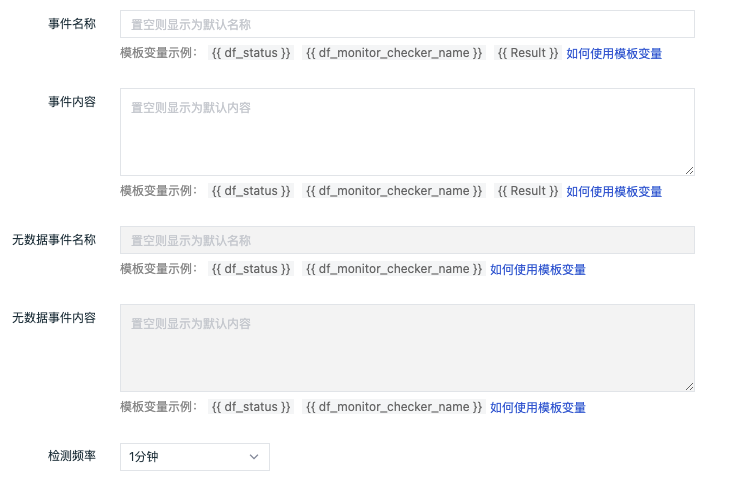 事件名称 置空则显示为默认名称
模板变量示例： {{ df_status }} {{ df_monitor_checker_name }} {{ Result }} 如何使用模板变量
事件内容 置空则显示为默认内容
模板变量示例： {{ df_status }} {{ df_monitor_checker_name }} {{ Result }} 如何使用模板变量
无数据事件名称 置空则显示为默认名称
模板变量示例： {{ df_status }} {{ df_monitor_checker_name }} 如何使用模板变量
无数据事件内容 置空则显示为默认内容
模板变量示例： {{ df_status }} {{ df_monitor_checker_name }} 如何使用模板变量
检测频率 1分钟